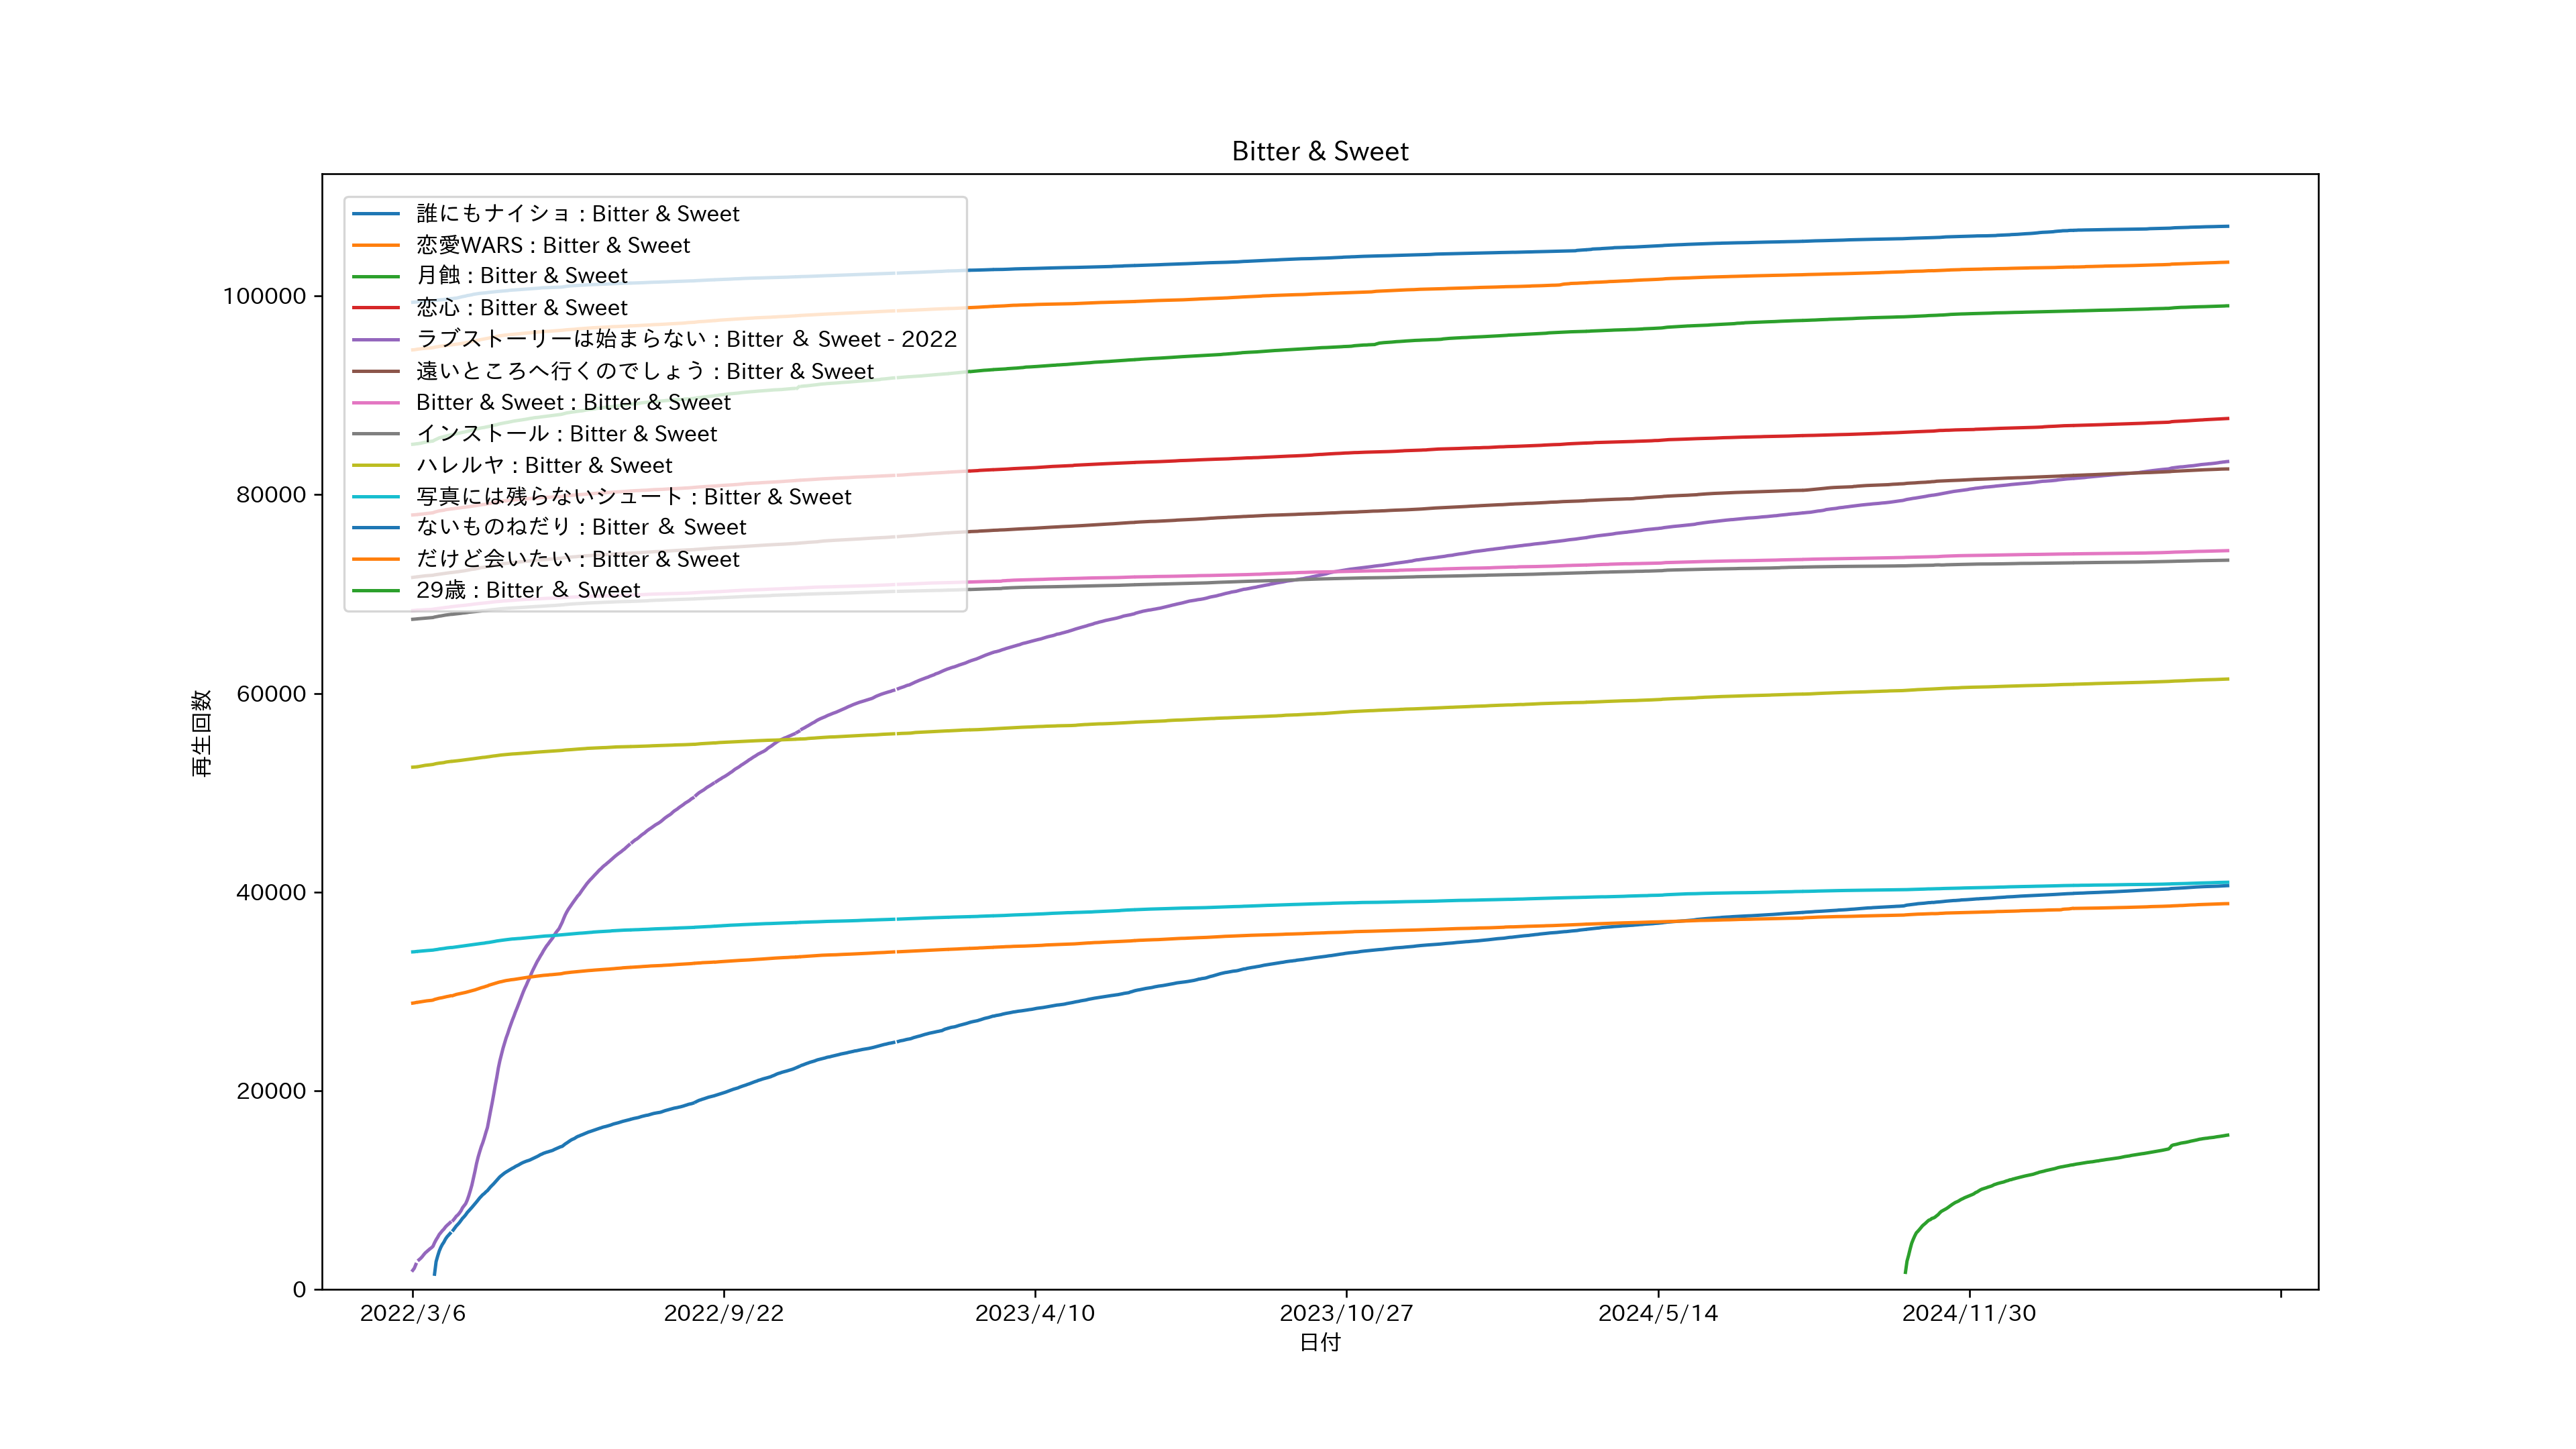 Bitter & Sweet
誰にもナイショ : Bitter & Sweet
恋愛WARS : Bitter & Sweet
月蝕 : Bitter & Sweet
恋心 : Bitter & Sweet
ラブストーリーは始まらない : Bitter ＆ Sweet - 2022
遠いところへ行くのでしょう : Bitter & Sweet
Bitter & Sweet : Bitter & Sweet
インストール : Bitter & Sweet
ハレルヤ : Bitter & Sweet
写真には残らないシュート : Bitter & Sweet
ないものねだり : Bitter ＆ Sweet
だけど会いたい : Bitter & Sweet
29歳 : Bitter ＆ Sweet
100000
80000
60000
40000
20000
0
再生回数
2022/3/6
2022/9/22
2023/4/10
2023/10/27
2024/5/14
2024/11/30
日付